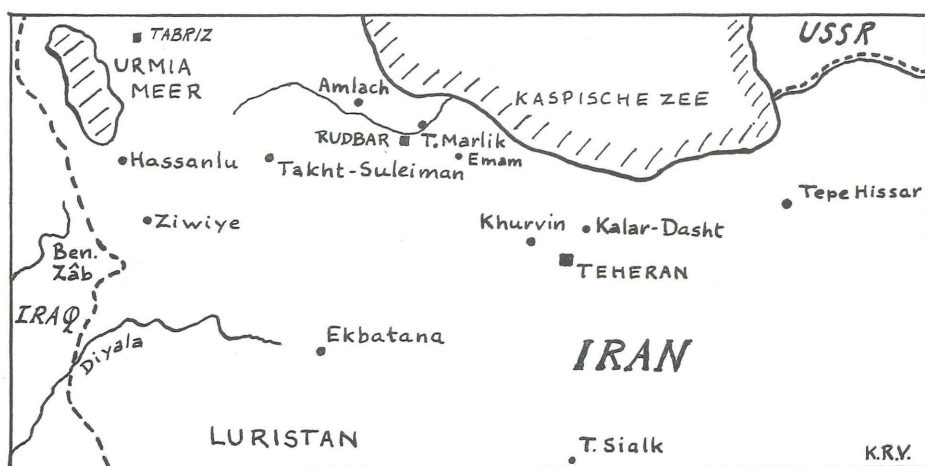 TABRIZ
URMIA
MEER
USSR
Amlach
KASPISCHE ZEE
RUDBAR
T. Marlik
Emam
Hassanlu
Takht-Suleiman
Tepe Hissar
Ziwiye
Khurvin
Kalar-Dasht
Ben.
Zâb
TEHERAN
IRAQ
Diyala
Ekbatana
IRAN
LURISTAN
T. Sialk
K.R.V.